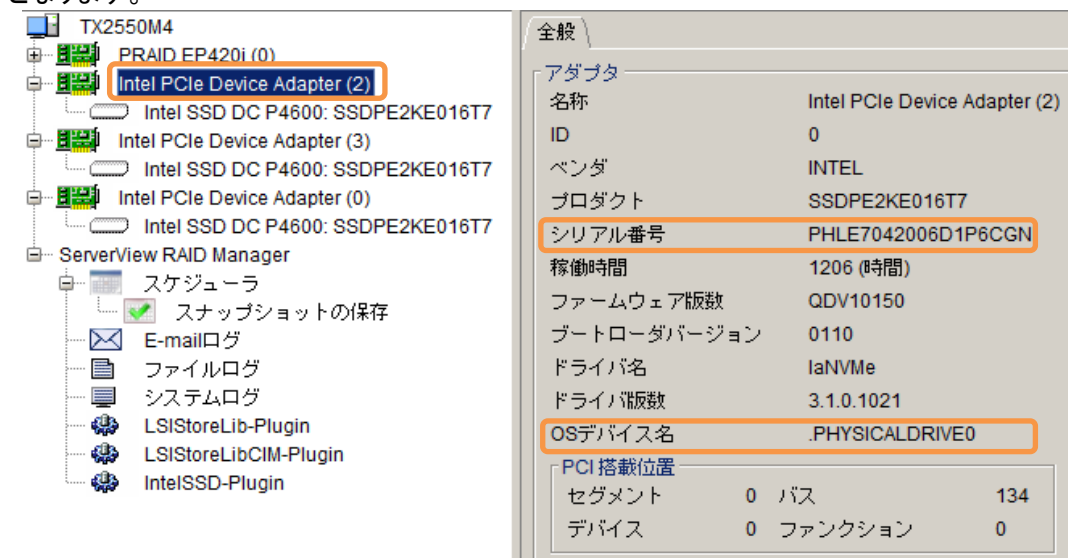 となります。
TX2550M4
PRAID EP420i (0)
Intel PCIe Device Adapter (2)
Intel SSD DC P4600: SSDPE2KE016T7
Intel PCIe Device Adapter (3)
Intel SSD DC P4600: SSDPE2KE016T7
Intel PCIe Device Adapter (0)
Intel SSD DC P4600: SSDPE2KE016T7
ServerView RAID Manager
スケジューラ
スナップショットの保存
E-mailログ
ファイルログ
システムログ
LSIStoreLib-Plugin
LSIStoreLibCIM-Plugin
IntelSSD-Plugin
全般
アダプタ
名称 Intel PCIe Device Adapter (2)
ID 0
ベンダ INTEL
プロダクト SSDPE2KE016T7
シリアル番号 PHLE7042006D1P6CGN
稼働時間 1206 (時間)
ファームウェア版数 QDV10150
ブートローダバージョン 0110
ドライバ名 IaNVMe
ドライバ版数 3.1.0.1021
OSデバイス名 .PHYSICALDRIVE0
PCI 搭載位置
セグメント 0 バス 134
デバイス 0 ファンクション 0